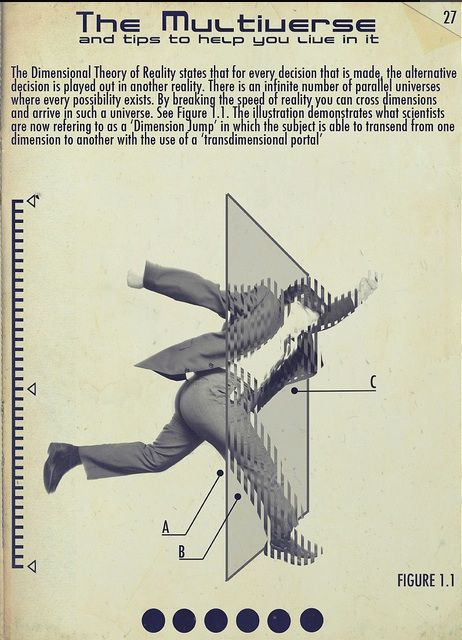 27
The Multiverse
and tips to help you live in it
The Dimensional Theory of Reality states that for every decision that is made, the alternative
decision is played out in another reality. There is an infinite number of parallel universes
where every possibility exists. By breaking the speed of reality you can cross dimensions
and arrive in such a universe. See Figure 1.1. The illustration demonstrates what scientists
are now refering to as a 'Dimension Jump' in which the subject is able to transend from one
dimension to another with the use of a 'transdimensional portal'
C
A
B
FIGURE 1.1